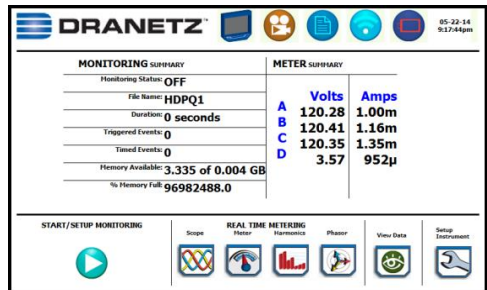 DRANETZ
05-22-14
9:17:44pm
MONITORING SUMMARY
Monitoring Status: OFF
File Name: HDPQ1
Duration: 0 seconds
Triggered Events: 0
Timed Events: 0
Memory Available: 3.335 of 0.004 GB
% Memory Full: 96982488.0
METER SUMMARY
Volts Amps
A 120.28 1.00m
B 120.41 1.16m
C 120.35 1.35m
D 3.57 952µ
START/SETUP MONITORING
REAL TIME METERING
Scope Meter Harmonics Phasor
View Data
Setup
Instrument